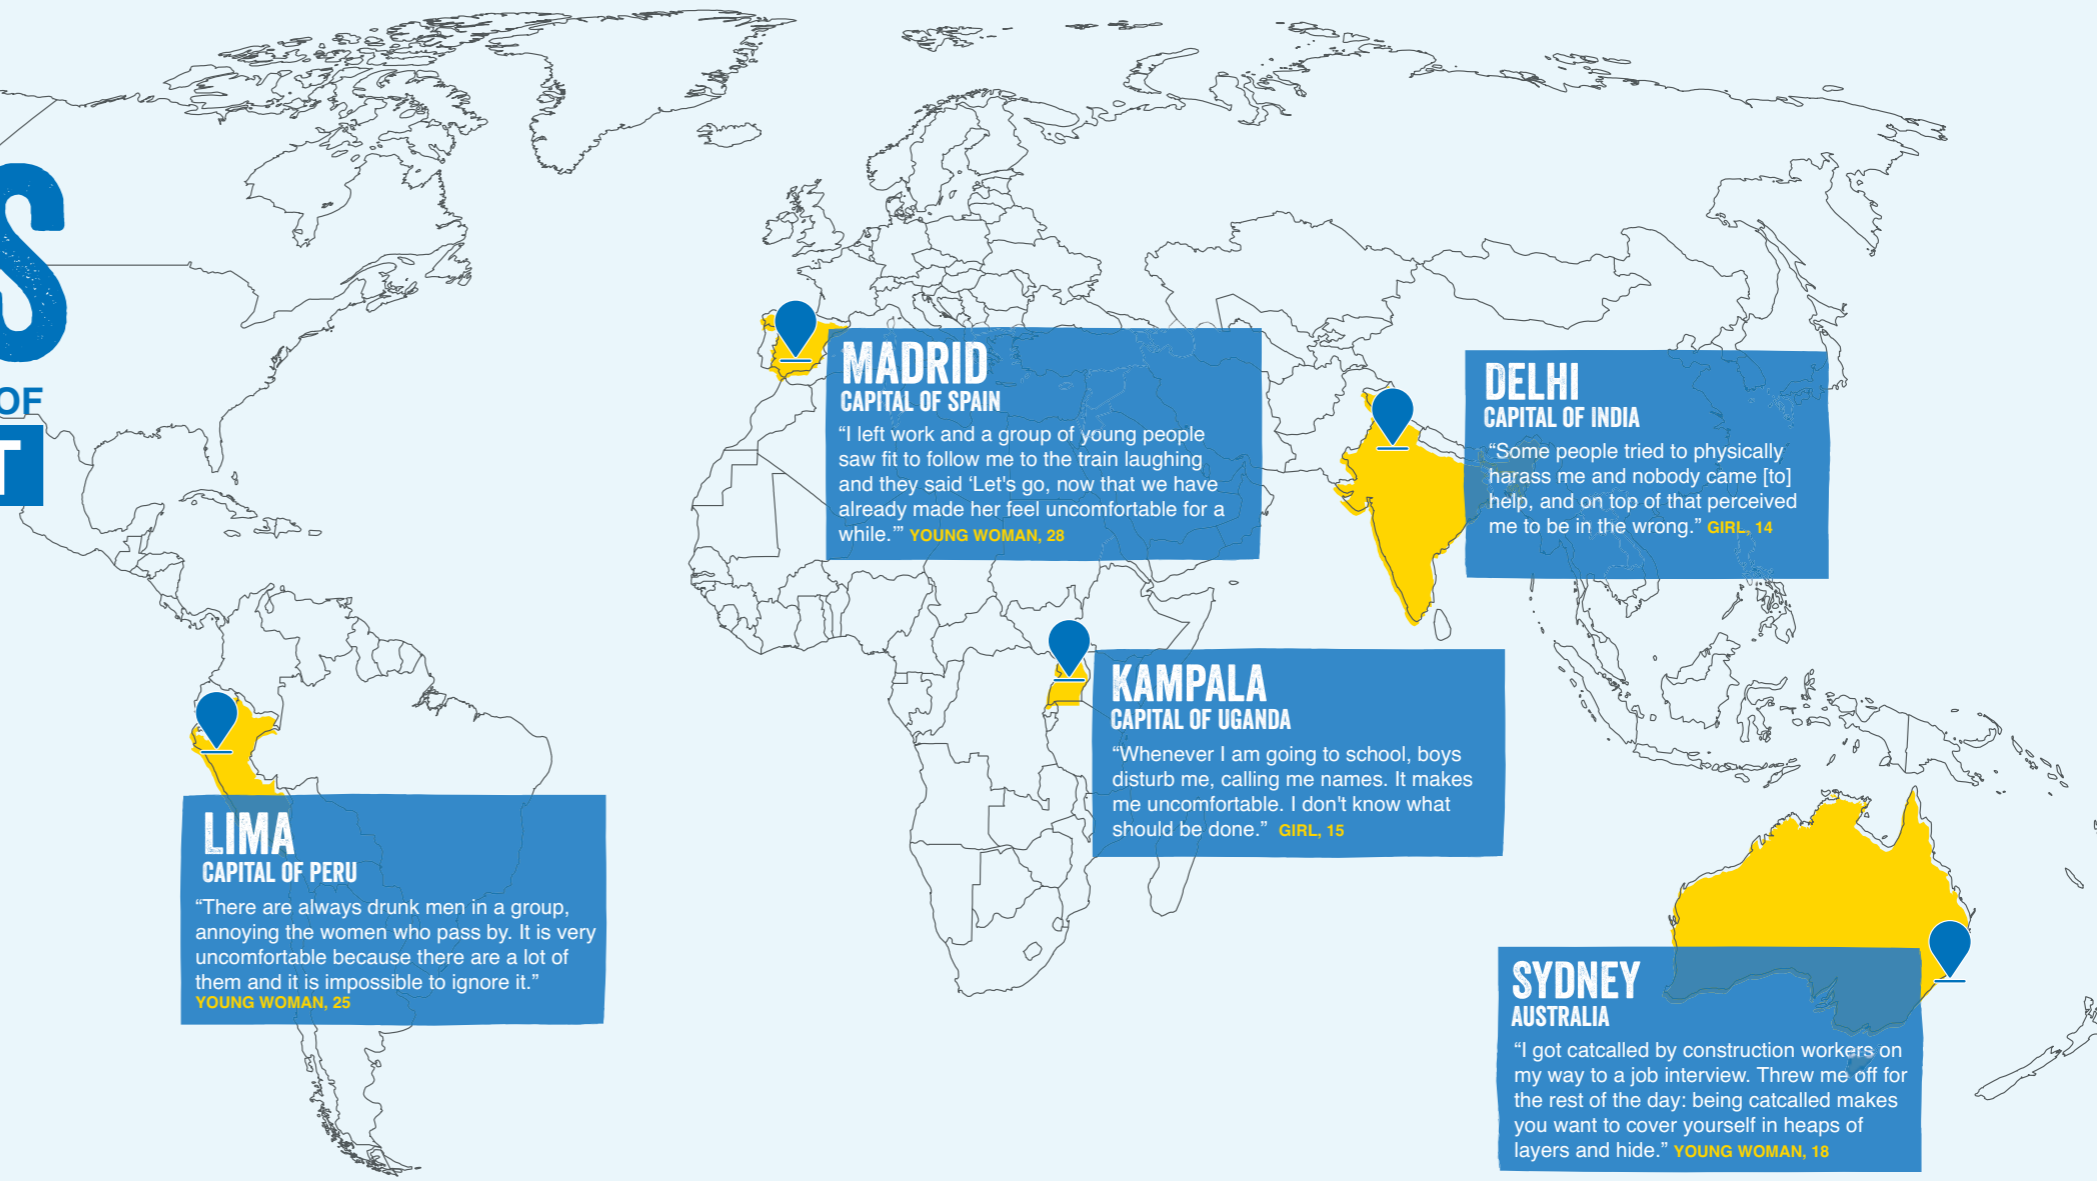 S
OF
T
MADRID
CAPITAL OF SPAIN
“I left work and a group of young people
saw fit to follow me to the train laughing
and they said ‘Let's go, now that we have
already made her feel uncomfortable for a
while.’” YOUNG WOMAN, 28
DELHI
CAPITAL OF INDIA
“Some people tried to physically
harass me and nobody came [to]
help, and on top of that perceived
me to be in the wrong.” GIRL, 14
KAMPALA
CAPITAL OF UGANDA
“Whenever I am going to school, boys
disturb me, calling me names. It makes
me uncomfortable. I don't know what
should be done.” GIRL, 15
LIMA
CAPITAL OF PERU
“There are always drunk men in a group,
annoying the women who pass by. It is very
uncomfortable because there are a lot of
them and it is impossible to ignore it.”
YOUNG WOMAN, 25
SYDNEY
AUSTRALIA
“I got catcalled by construction workers on
my way to a job interview. Threw me off for
the rest of the day: being catcalled makes
you want to cover yourself in heaps of
layers and hide.” YOUNG WOMAN, 18